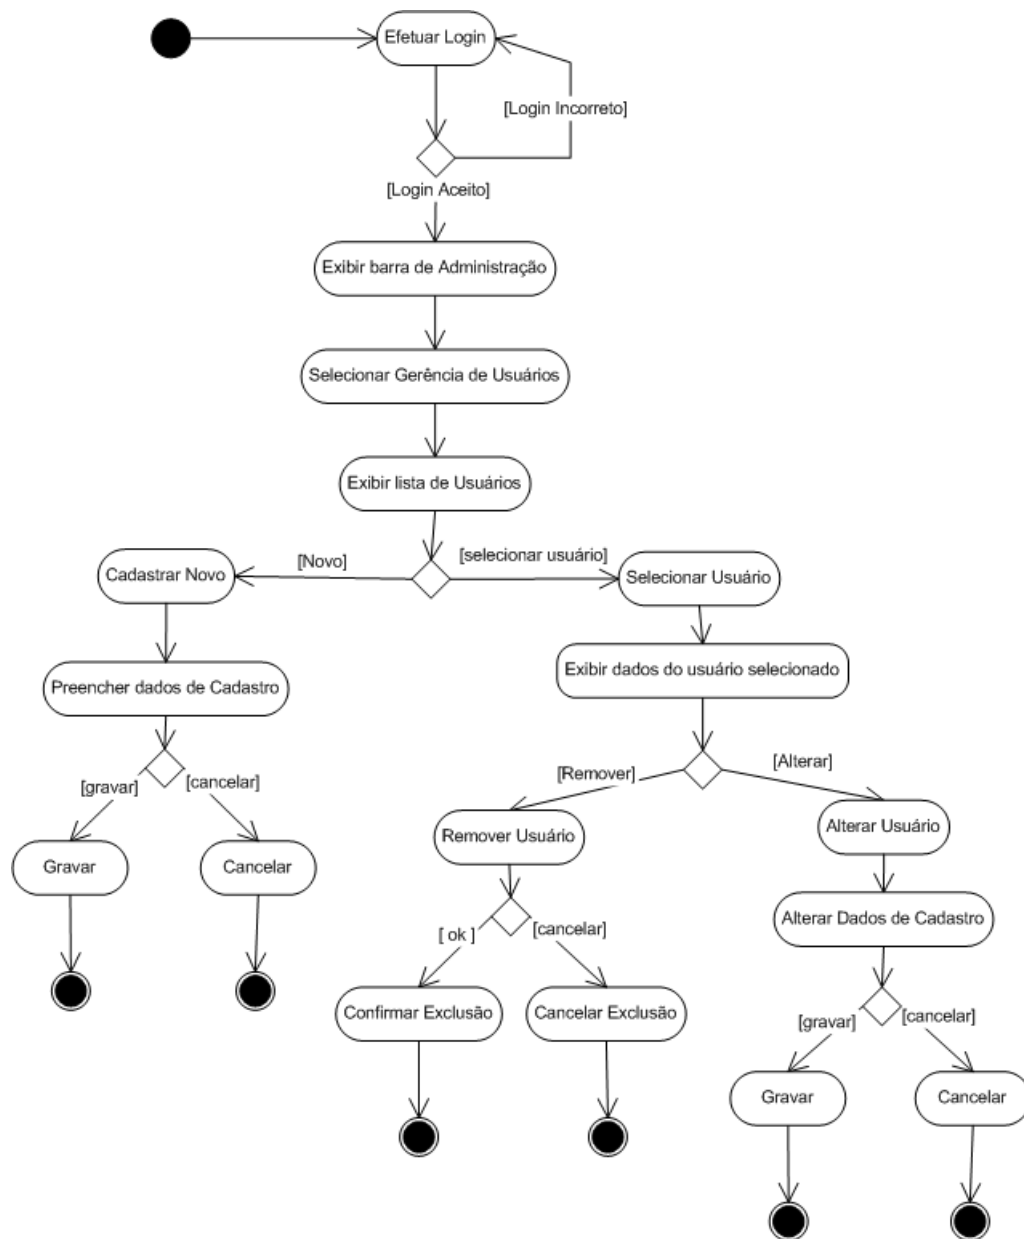 Efetuar Login
[Login Incorreto]
[Login Aceito]
Exibir barra de Administração
Selecionar Gerência de Usuários
Exibir lista de Usuários
[Novo]
[selecionar usuário]
Cadastrar Novo
Selecionar Usuário
Preencher dados de Cadastro
Exibir dados do usuário selecionado
[gravar]
[cancelar]
[Remover]
[Alterar]
Gravar
Cancelar
Remover Usuário
Alterar Usuário
[ ok ]
[cancelar]
Alterar Dados de Cadastro
Confirmar Exclusão
Cancelar Exclusão
[gravar]
[cancelar]
Gravar
Cancelar